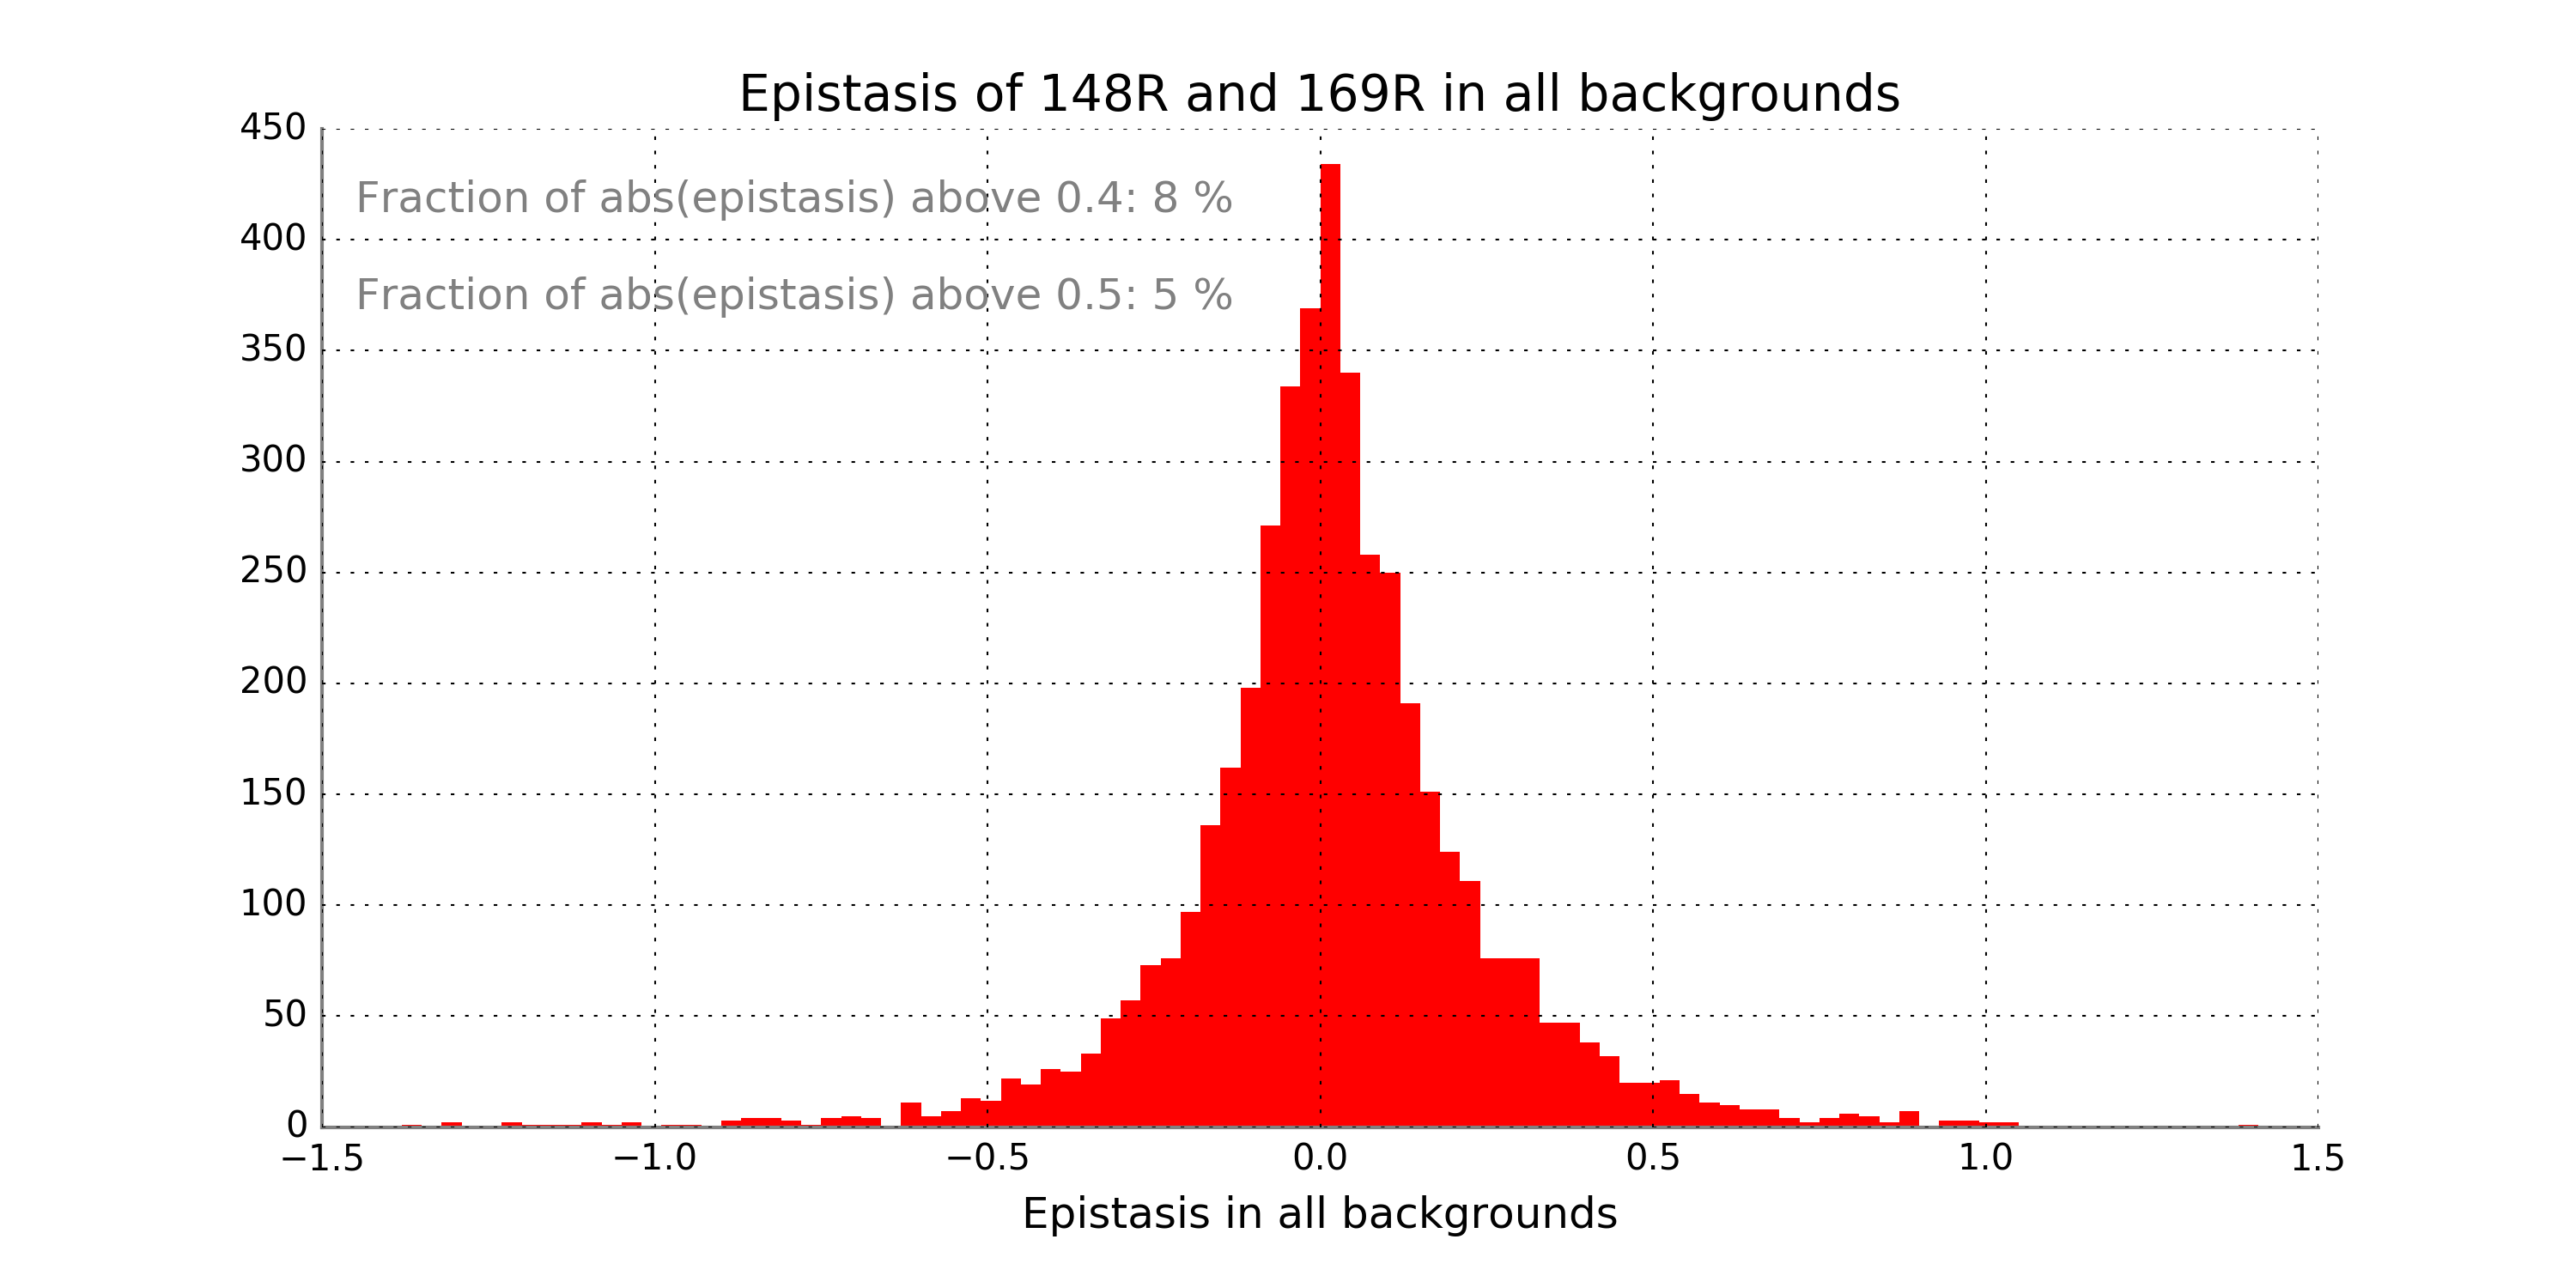 Epistasis of 148R and 169R in all backgrounds
450
Fraction of abs(epistasis) above 0.4: 8 %
400
Fraction of abs(epistasis) above 0.5: 5 %
350
300
250
200
150
100
50
0
−1.5 −1.0 −0.5 0.0 0.5 1.0 1.5
Epistasis in all backgrounds